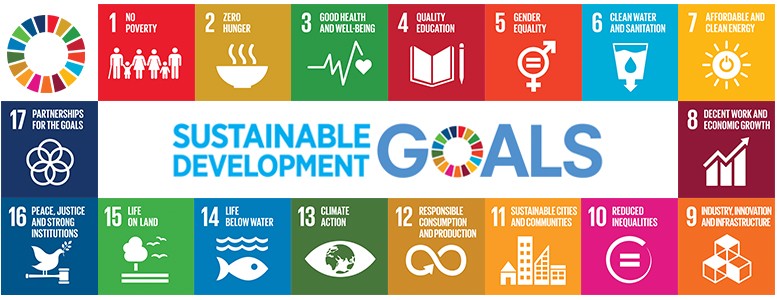 1 NO
POVERTY
2 ZERO
HUNGER
3 GOOD HEALTH
AND WELL-BEING
4 QUALITY
EDUCATION
5 GENDER
EQUALITY
6 CLEAN WATER
AND SANITATION
7 AFFORDABLE AND
CLEAN ENERGY
17 PARTNERSHIPS
FOR THE GOALS
SUSTAINABLE
DEVELOPMENT
GOALS
8 DECENT WORK AND
ECONOMIC GROWTH
16 PEACE, JUSTICE
AND STRONG
INSTITUTIONS
15 LIFE
ON LAND
14 LIFE
BELOW WATER
13 CLIMATE
ACTION
12 RESPONSIBLE
CONSUMPTION
AND PRODUCTION
11 SUSTAINABLE CITIES
AND COMMUNITIES
10 REDUCED
INEQUALITIES
9 INDUSTRY, INNOVATION
AND INFRASTRUCTURE